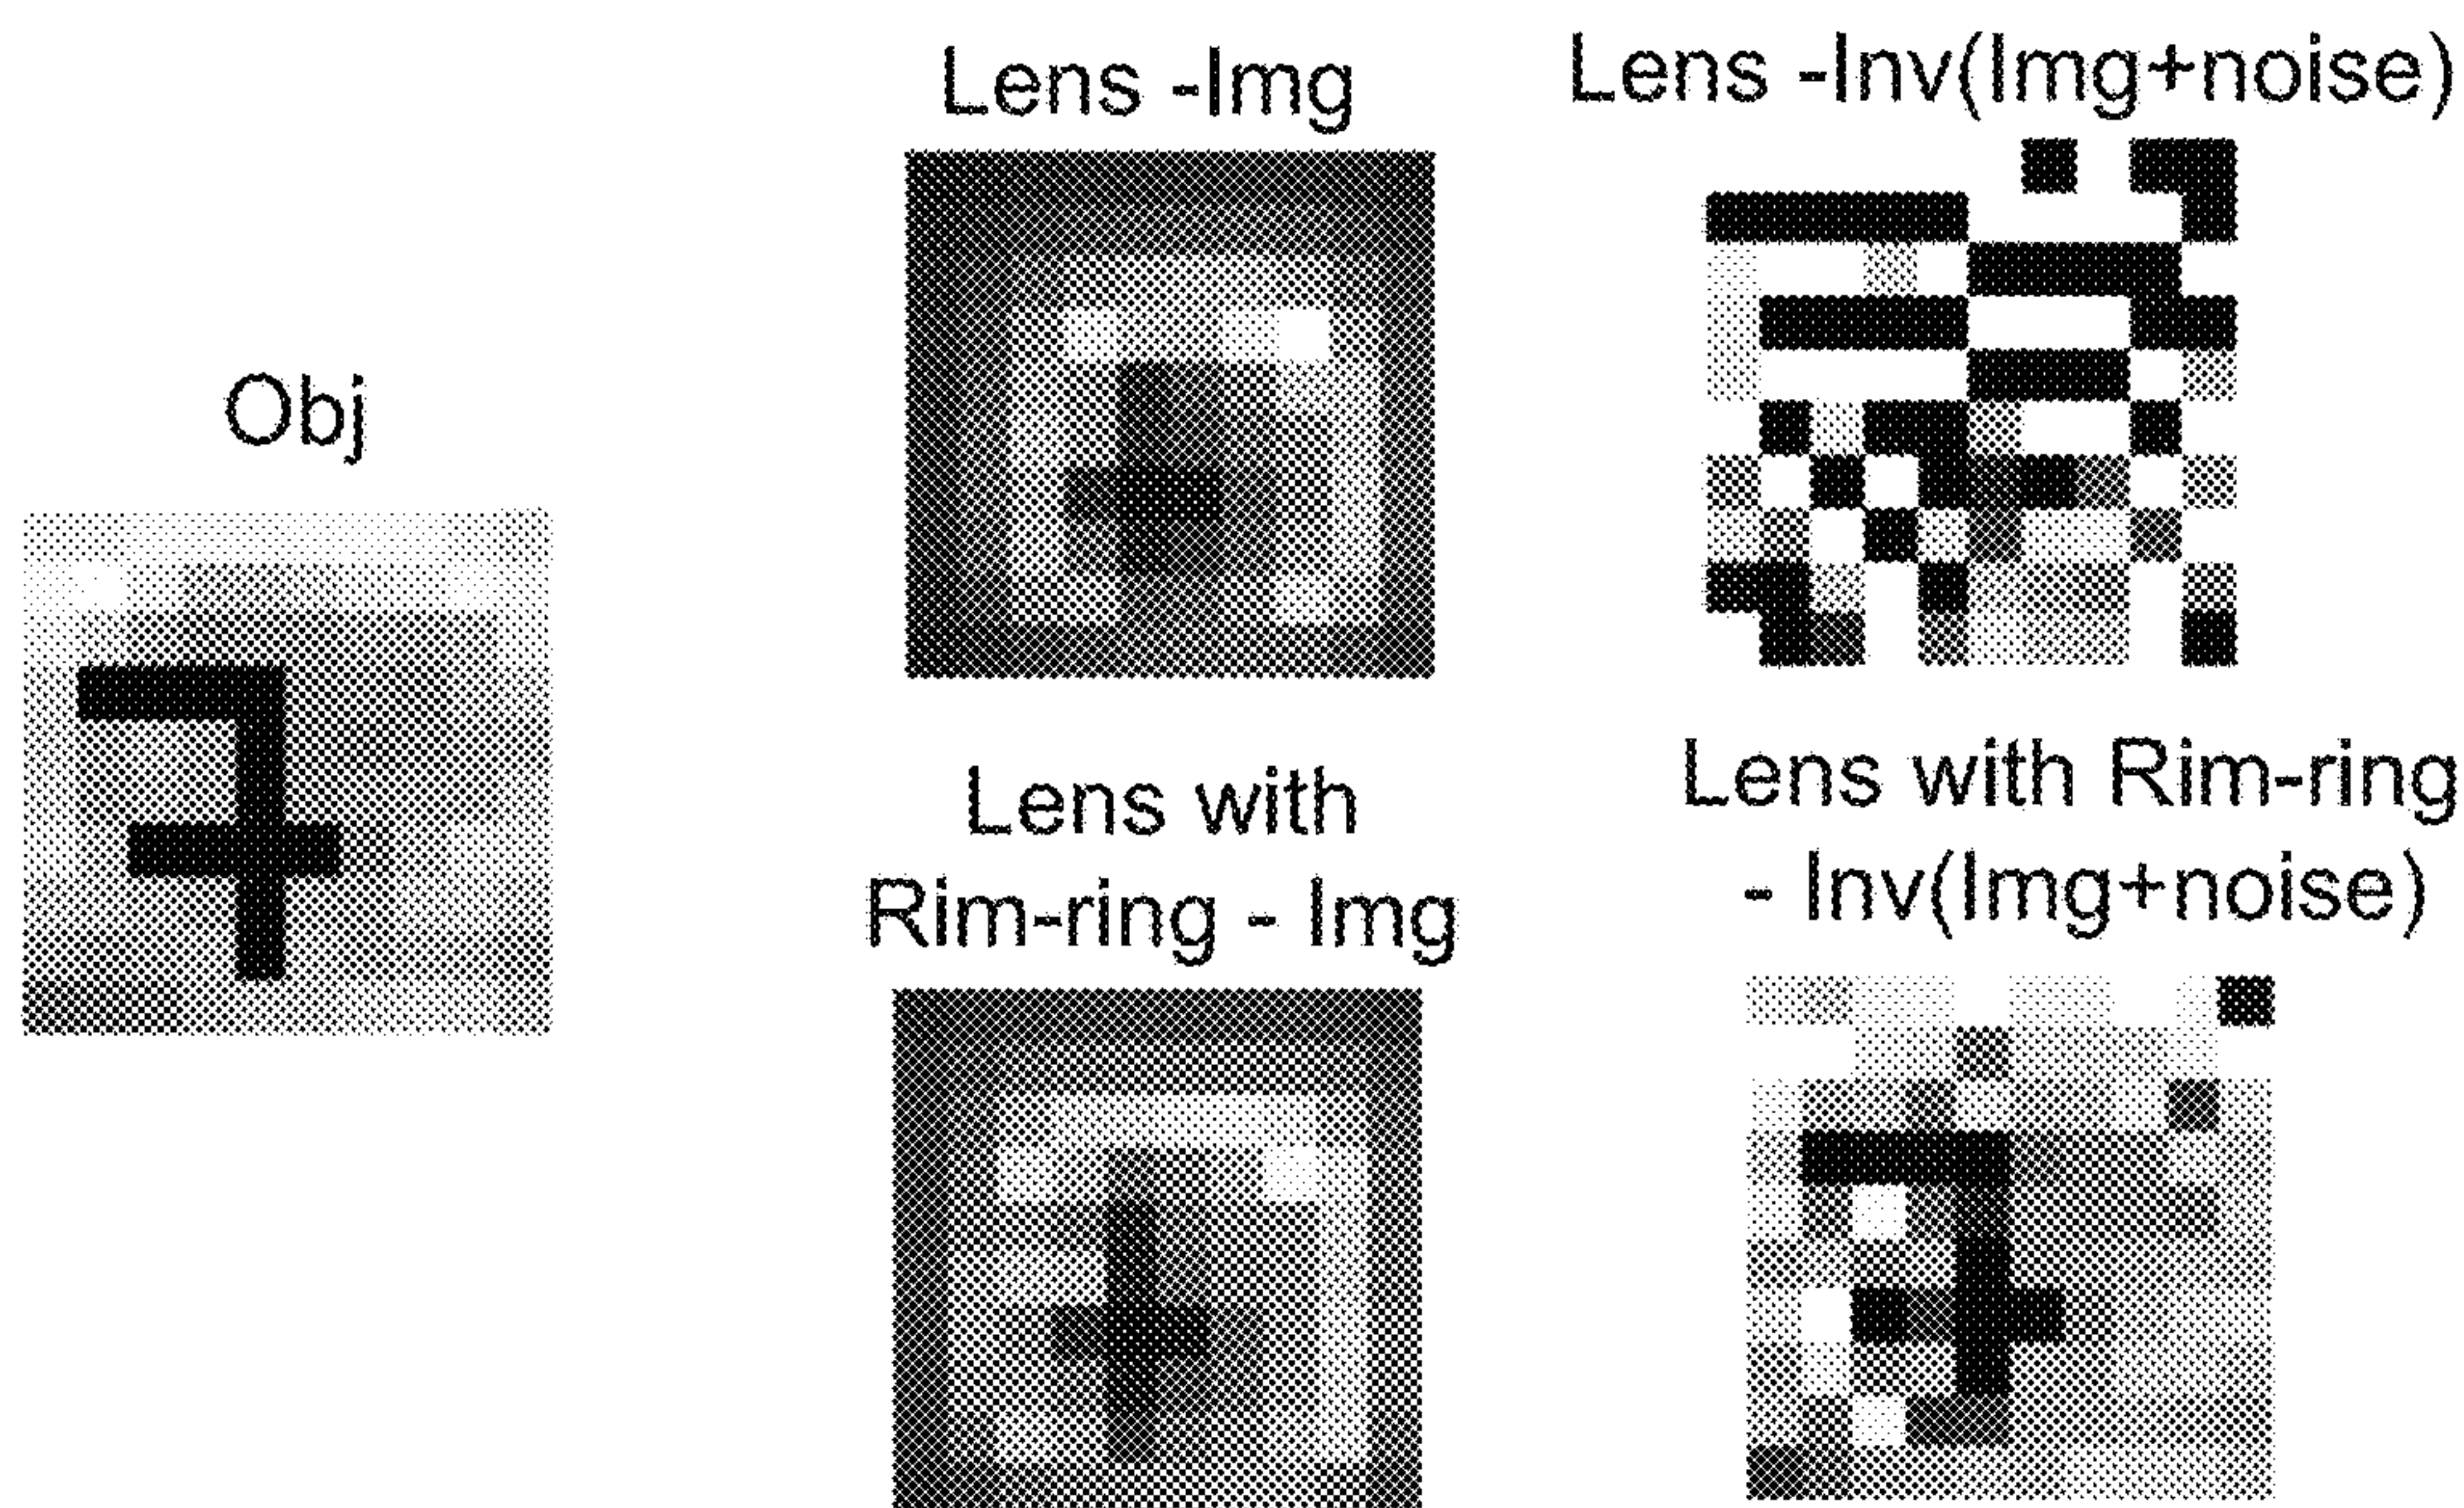 Obj
Lens -Img
Lens -Inv(Img+noise)
Lens with
Rim-ring - Img
Lens with Rim-ring
- Inv(Img+noise)